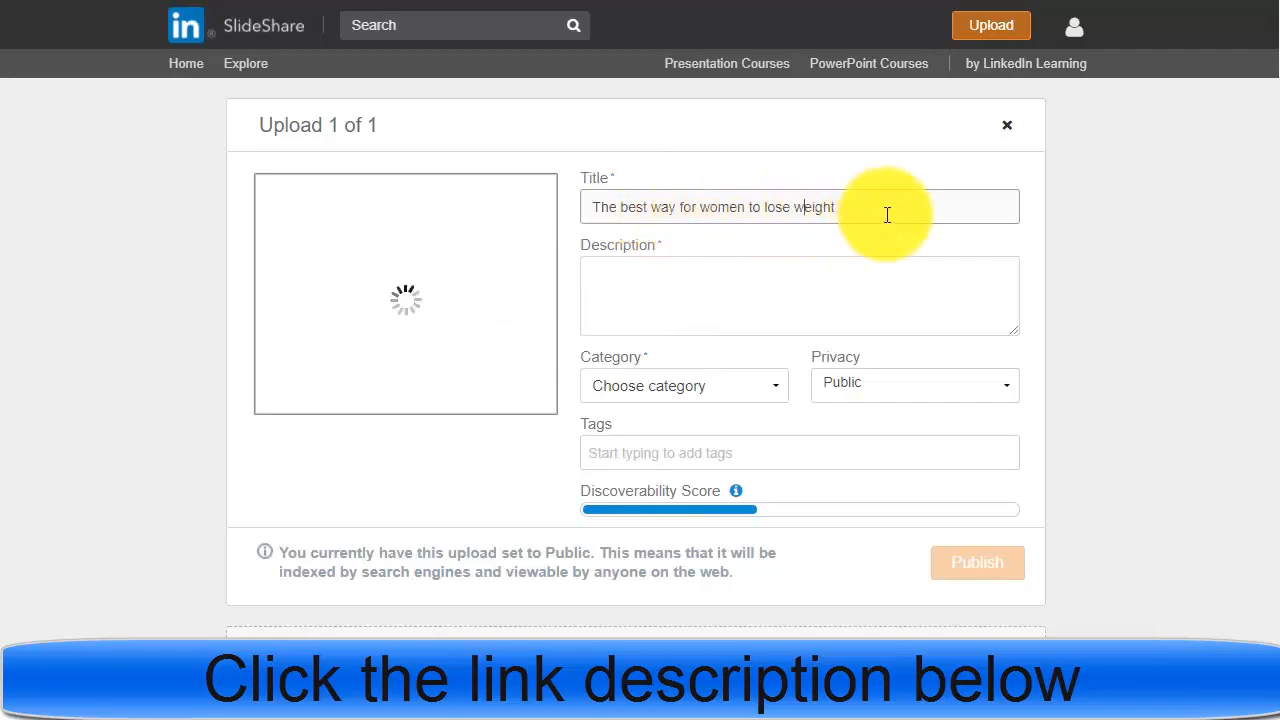 in SlideShare Search Upload
Home Explore Presentation Courses PowerPoint Courses by LinkedIn Learning
Upload 1 of 1
Title*
The best way for women to lose weight.
Description*
Category* Privacy
Choose category Public
Tags
Start typing to add tags
Discoverability Score
You currently have this upload set to Public. This means that it will be
indexed by search engines and viewable by anyone on the web.
Publish
Click the link description below